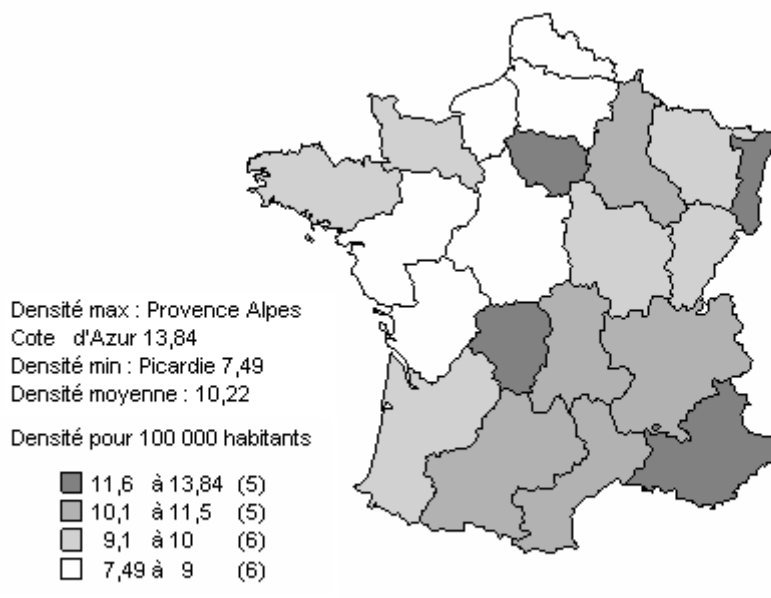 Densité max : Provence Alpes
Cote d'Azur 13,84
Densité min : Picardie 7,49
Densité moyenne : 10,22
Densité pour 100 000 habitants
11,6 à 13,84 (5)
10,1 à 11,5 (5)
9,1 à 10 (6)
7,49 à 9 (6)